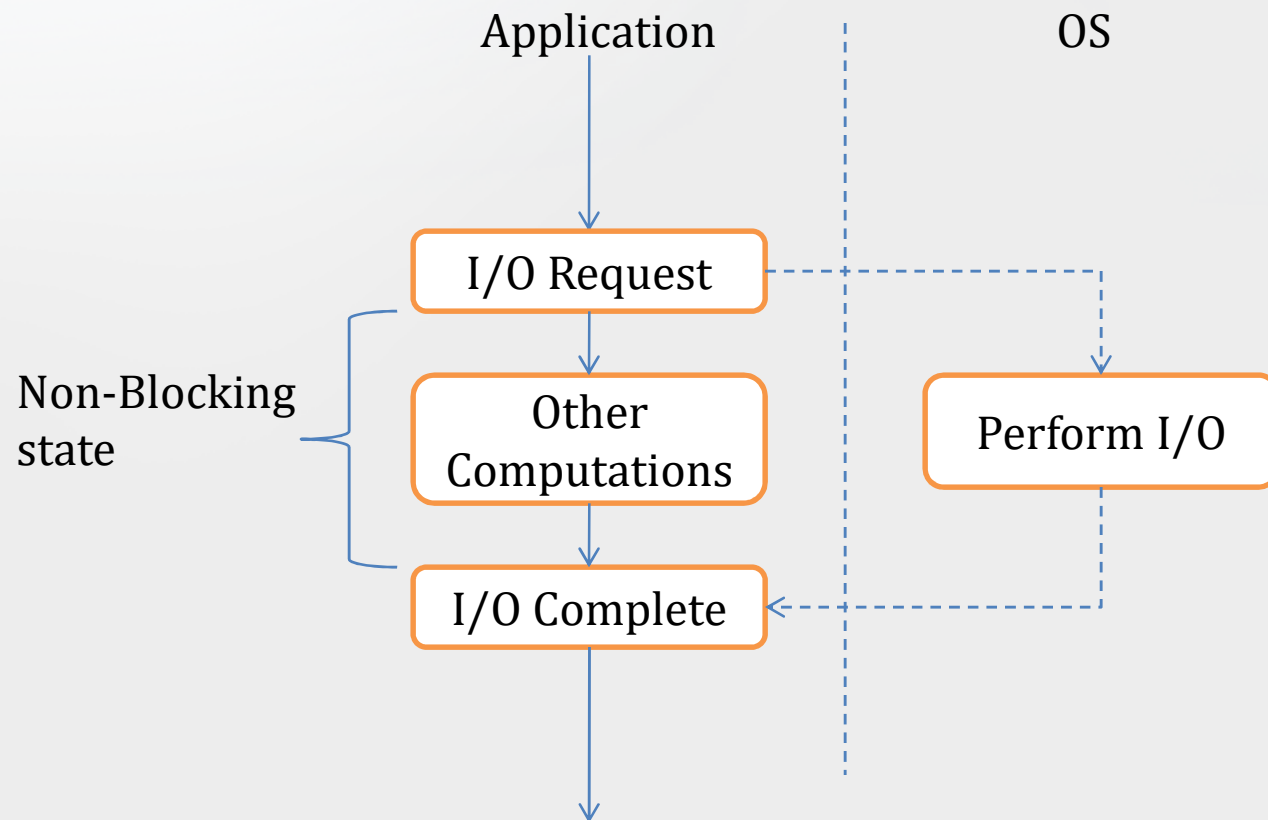 Application
OS
I/O Request
Non-Blocking
state
Other
Computations
Perform I/O
I/O Complete